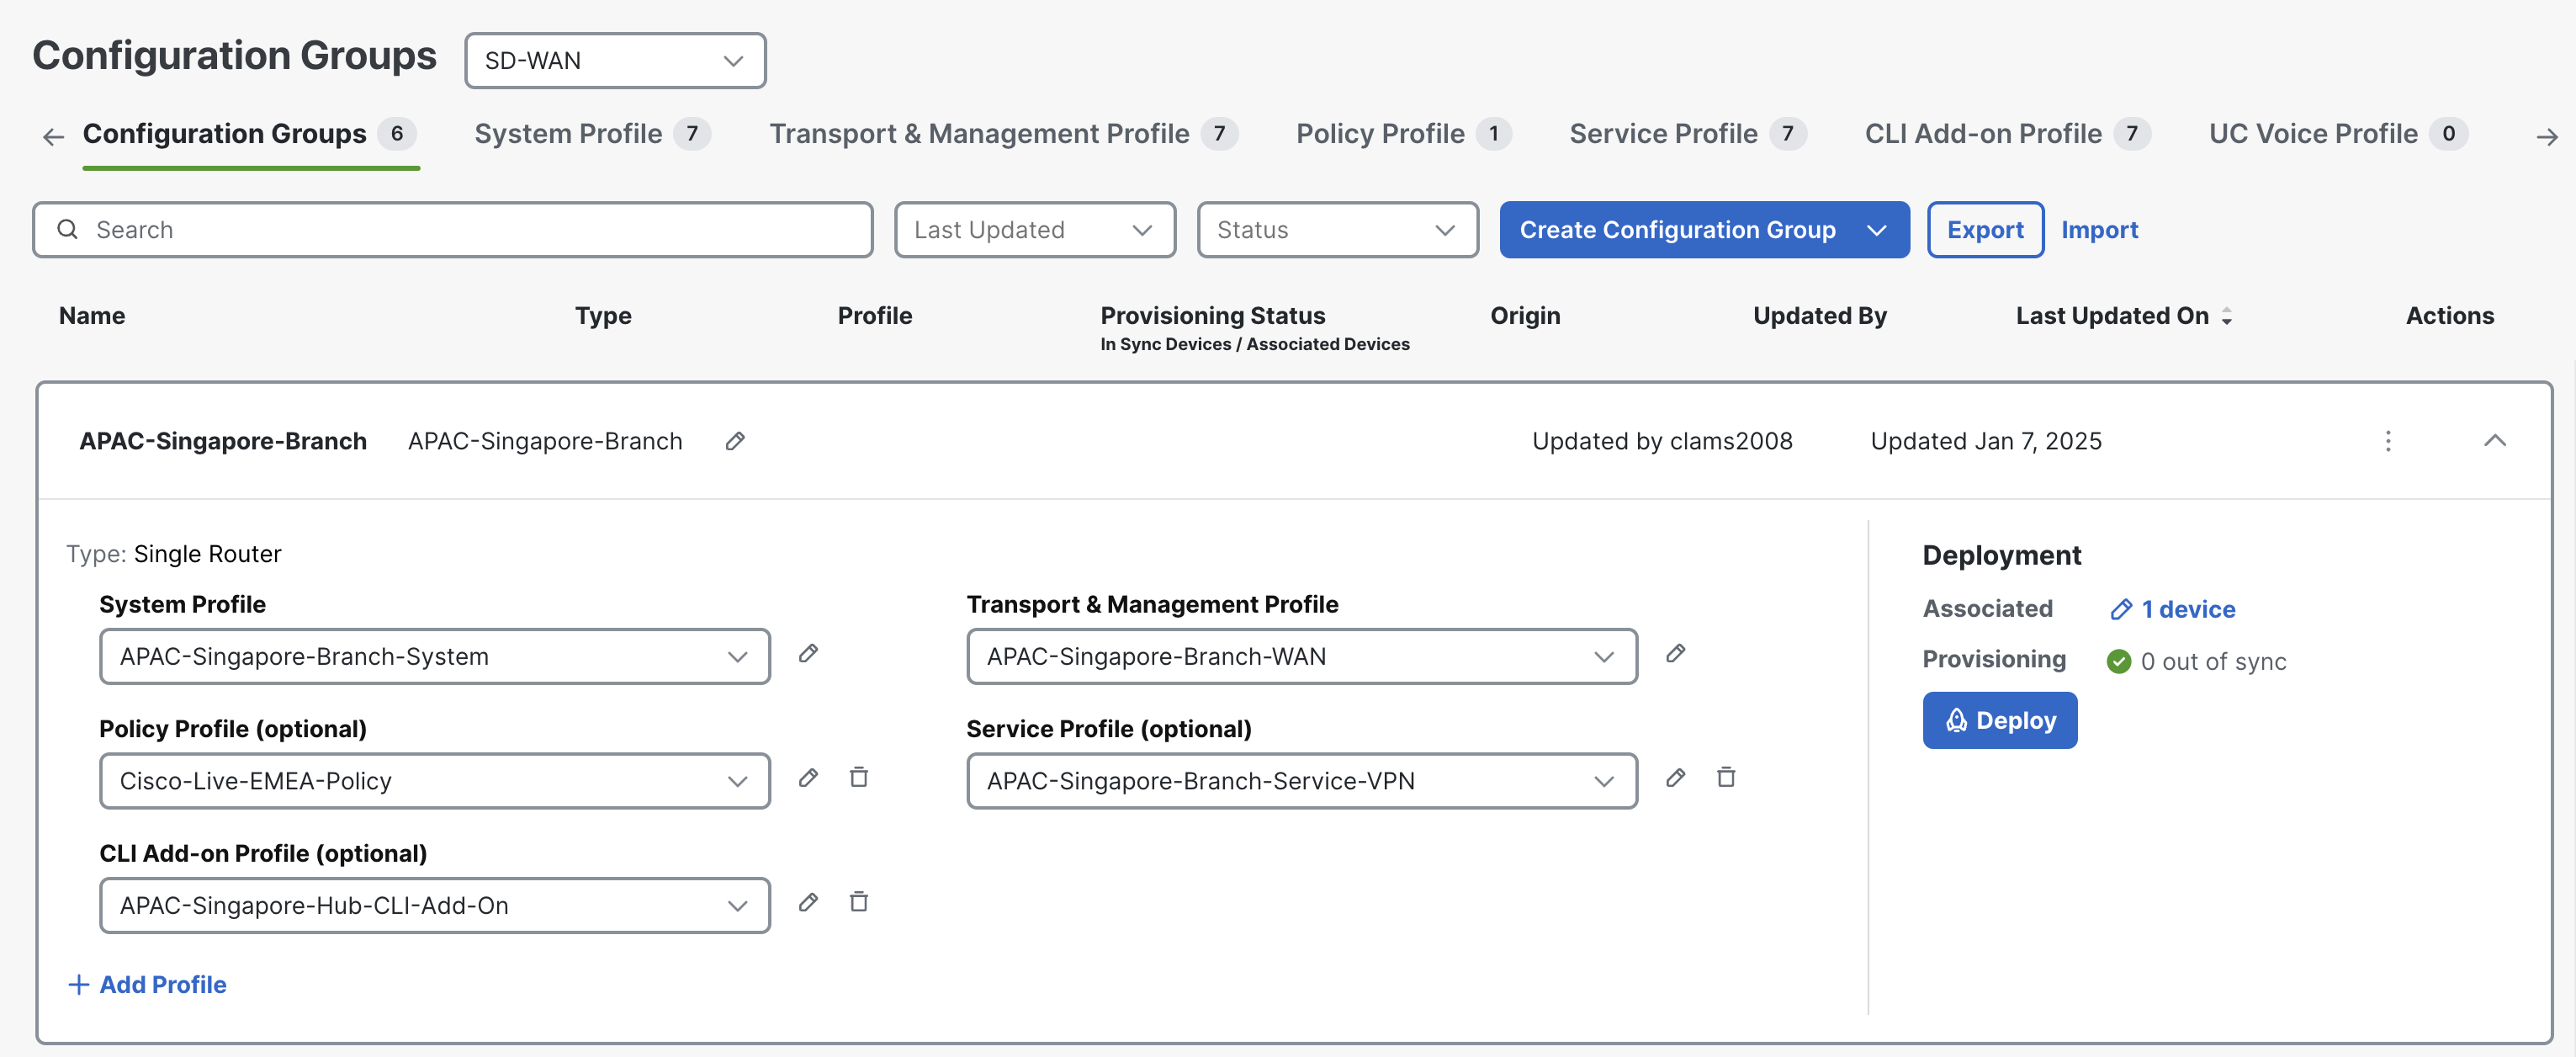 Configuration Groups SD-WAN
Configuration Groups 6 System Profile 7 Transport & Management Profile 7 Policy Profile 1 Service Profile 7 CLI Add-on Profile 7 UC Voice Profile 0
Search Last Updated Status Create Configuration Group Export Import
Name Type Profile Provisioning Status Origin Updated By Last Updated On Actions
In Sync Devices / Associated Devices
APAC-Singapore-Branch APAC-Singapore-Branch Updated by clams2008 Updated Jan 7, 2025
Type: Single Router
System Profile
APAC-Singapore-Branch-System
Transport & Management Profile
APAC-Singapore-Branch-WAN
Policy Profile (optional)
Cisco-Live-EMEA-Policy
Service Profile (optional)
APAC-Singapore-Branch-Service-VPN
CLI Add-on Profile (optional)
APAC-Singapore-Hub-CLI-Add-On
Add Profile
Deployment
Associated 1 device
Provisioning 0 out of sync
Deploy